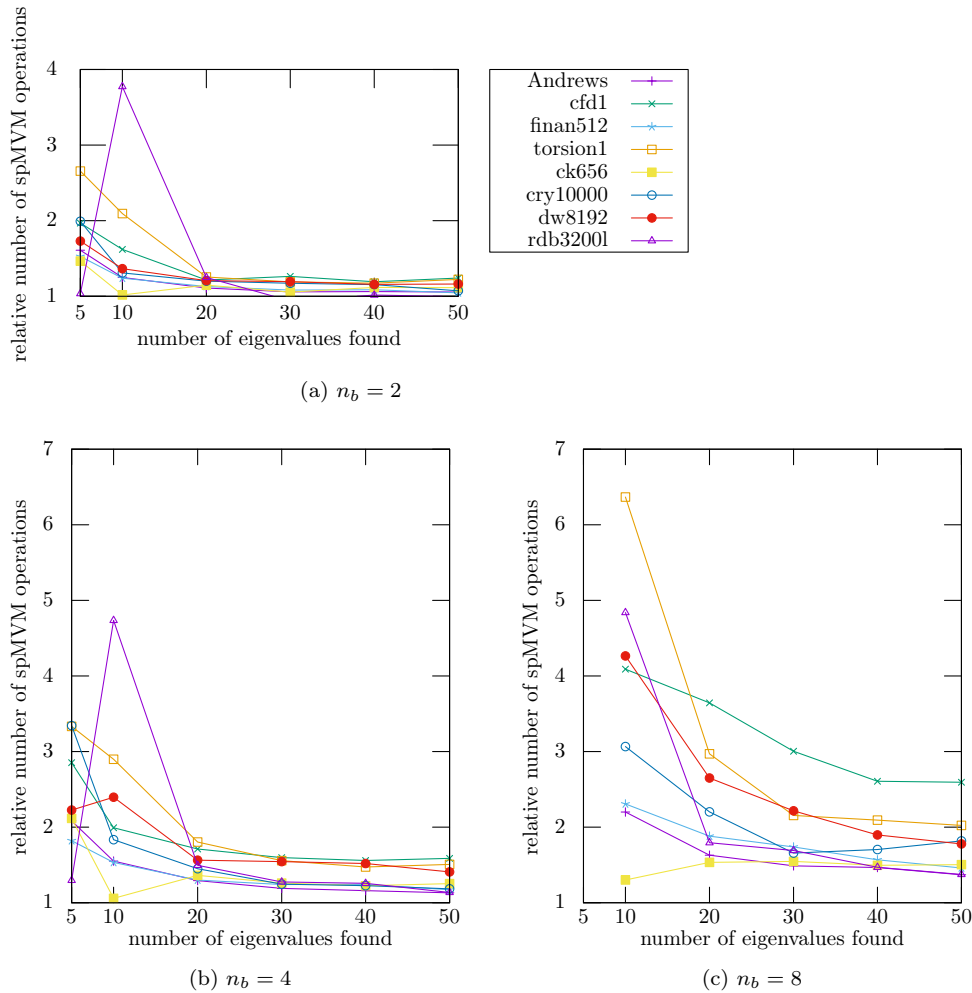 relative number of spMVM operations
4
3
2
1
5 10 20 30 40 50
number of eigenvalues found
Andrews
cfd1
finan512
torsion1
ck656
cry10000
dw8192
rdb3200l
(a) n_b = 2
relative number of spMVM operations
7
6
5
4
3
2
1
5 10 20 30 40 50
number of eigenvalues found
(b) n_b = 4
relative number of spMVM operations
7
6
5
4
3
2
1
5 10 20 30 40 50
number of eigenvalues found
(c) n_b = 8